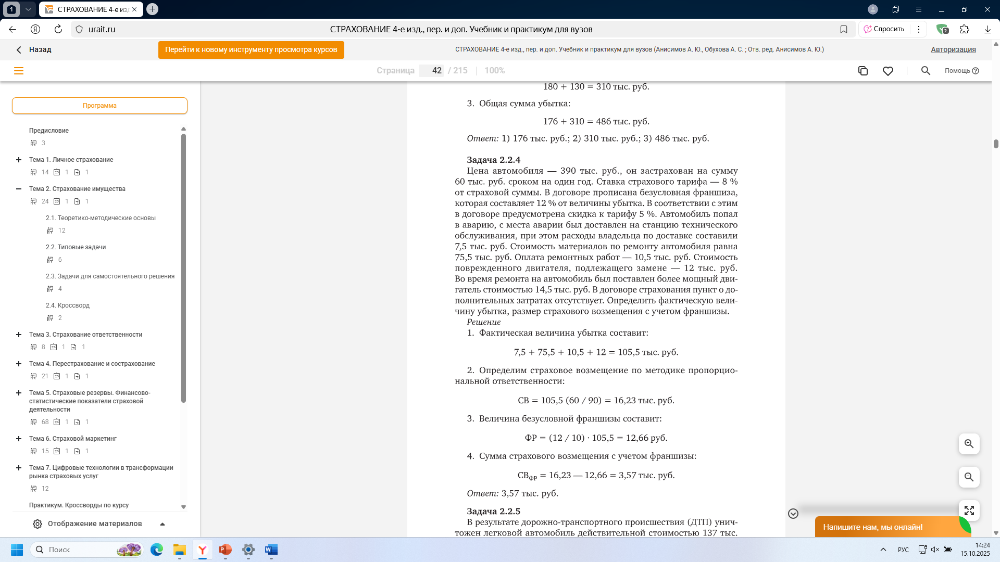 1
СТРАХОВАНИЕ 4-е из
urait.ru
СТРАХОВАНИЕ 4-е изд., пер. и доп. Учебник и практикум для вузов
Спросить
2
Назад
Перейти к новому инструменту просмотра курсов
СТРАХОВАНИЕ 4-е изд., пер. и доп. Учебник и практикум для вузов (Анисимов А. Ю., Обухова А. С. ; Отв. ред. Анисимов А. Ю.)
Авторизация
Страница 42 / 215 100%
Помощь
Программа
Предисловие
3
Тема 1. Личное страхование
14 1 1
Тема 2. Страхование имущества
24 1 1
2.1. Теоретико-методические основы
12
2.2. Типовые задачи
6
2.3. Задачи для самостоятельного решения
4
2.4. Кроссворд
2
Тема 3. Страхование ответственности
8 1 1
Тема 4. Перестрахование и сострахование
21 1 1
Тема 5. Страховые резервы. Финансово-
статистические показатели страховой
деятельности
68 1 1
Тема 6. Страховой маркетинг
15 1 1
Тема 7. Цифровые технологии в трансформации
рынка страховых услуг
12
Практикум. Кроссворды по курсу
Отображение материалов
180 + 130 = 310 тыс. руб.
3. Общая сумма убытка:
176 + 310 = 486 тыс. руб.
Ответ: 1) 176 тыс. руб.; 2) 310 тыс. руб.; 3) 486 тыс. руб.
Задача 2.2.4
Цена автомобиля — 390 тыс. руб., он застрахован на сумму
60 тыс. руб. сроком на один год. Ставка страхового тарифа — 8 %
от страховой суммы. В договоре прописана безусловная франшиза,
которая составляет 12 % от величины убытка. В соответствии с этим
в договоре предусмотрена скидка к тарифу 5 %. Автомобиль попал
в аварию, с места аварии был доставлен на станцию технического
обслуживания, при этом расходы владельца по доставке составили
7,5 тыс. руб. Стоимость материалов по ремонту автомобиля равна
75,5 тыс. руб. Оплата ремонтных работ — 10,5 тыс. руб. Стоимость
поврежденного двигателя, подлежащего замене — 12 тыс. руб.
Во время ремонта на автомобиль был поставлен более мощный дви-
гатель стоимостью 14,5 тыс. руб. В договоре страхования пункт о до-
полнительных затратах отсутствует. Определить фактическую вели-
чину убытка, размер страхового возмещения с учетом франшизы.
Решение
1. Фактическая величина убытка составит:
7,5 + 75,5 + 10,5 + 12 = 105,5 тыс. руб.
2. Определим страховое возмещение по методике пропорцио-
нальной ответственности:
СВ = 105,5 (60 / 90) = 16,23 тыс. руб.
3. Величина безусловной франшизы составит:
ФР = (12 / 10) · 105,5 = 12,66 руб.
4. Сумма страхового возмещения с учетом франшизы:
СВФР = 16,23 — 12,66 = 3,57 тыс. руб.
Ответ: 3,57 тыс. руб.
Задача 2.2.5
В результате дорожно-транспортного происшествия (ДТП) унич-
тожен легковой автомобиль действительной стоимостью 137 тыс.
Напишите нам, мы онлайн!
Поиск
РУС
14:24
15.10.2025